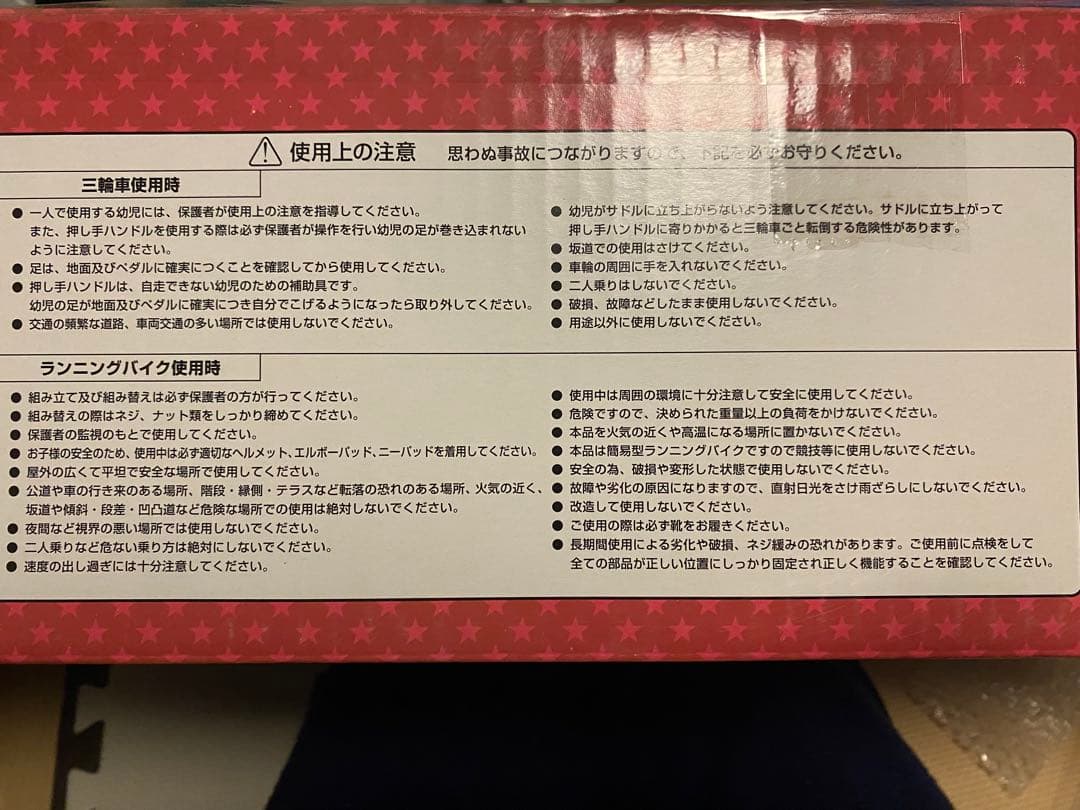 使用上の注意 思わぬ事故につながりますので、下記を必ずお守りください。
三輪車使用時
● 一人で使用する幼児には、保護者が使用上の注意を指導してください。
また、押し手ハンドルを使用する際は必ず保護者が操作を行い幼児の足が巻き込まれない
ように注意してください。
● 足は、地面及びペダルに確実につくことを確認してから使用してください。
● 押し手ハンドルは、自走できない幼児のための補助具です。
幼児の足が地面及びペダルに確実につき自分でこげるようになったら取り外してください。
● 交通の頻繁な道路、車両交通の多い場所では使用しないでください。
● 幼児がサドルに立ち上がらないよう注意してください。サドルに立ち上がって
押し手ハンドルに寄りかかると三輪車ごと転倒する危険性があります。
● 坂道での使用はさけてください。
● 車輪の周囲に手を入れないでください。
● 二人乗りはしないでください。
● 破損、故障などしたまま使用しないでください。
● 用途以外に使用しないでください。
ランニングバイク使用時
● 組み立て及び組み替えは必ず保護者の方が行ってください。
● 組み替えの際はネジ、ナット類をしっかり締めてください。
● 保護者の監視のもとで使用してください。
● お子様の安全のため、使用中は必ず適切なヘルメット、エルボーパッド、ニーパッドを着用してください。
● 屋外の広くて平坦で安全な場所で使用してください。
● 公道や車の行き来のある場所、階段・縁側・テラスなど転落の恐れのある場所、火気の近く、
坂道や傾斜・段差・凹凸道など危険な場所での使用は絶対しないでください。
● 夜間など視界の悪い場所では使用しないでください。
● 二人乗りなど危ない乗り方は絶対にしないでください。
● 速度の出し過ぎには十分注意してください。
● 使用中は周囲の環境に十分注意して安全に使用してください。
● 危険ですので、決められた重量以上の負荷をかけないでください。
● 本品を火気の近くや高温になる場所に置かないでください。
● 本品は簡易型ランニングバイクですので競技等に使用しないでください。
● 安全の為、破損や変形した状態で使用しないでください。
● 故障や劣化の原因になりますので、直射日光をさけ雨ざらしにしないでください。
● 改造して使用しないでください。
● ご使用の際は必ず靴をお履きください。
● 長期間使用による劣化や破損、ネジ緩みの恐れがあります。ご使用前に点検をして
全ての部品が正しい位置にしっかり固定され正しく機能することを確認してください。